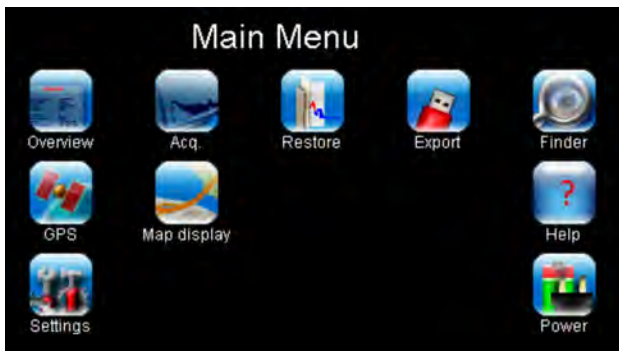 Main Menu
Overview Acq. Restore Export Finder
GPS Map display Help
Settings Power